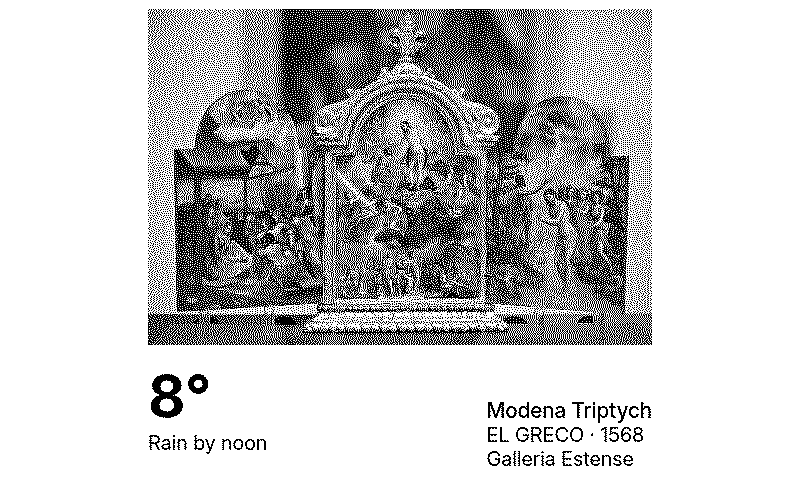 8°
Rain by noon
Modena Triptych
EL GRECO · 1568
Galleria Estense